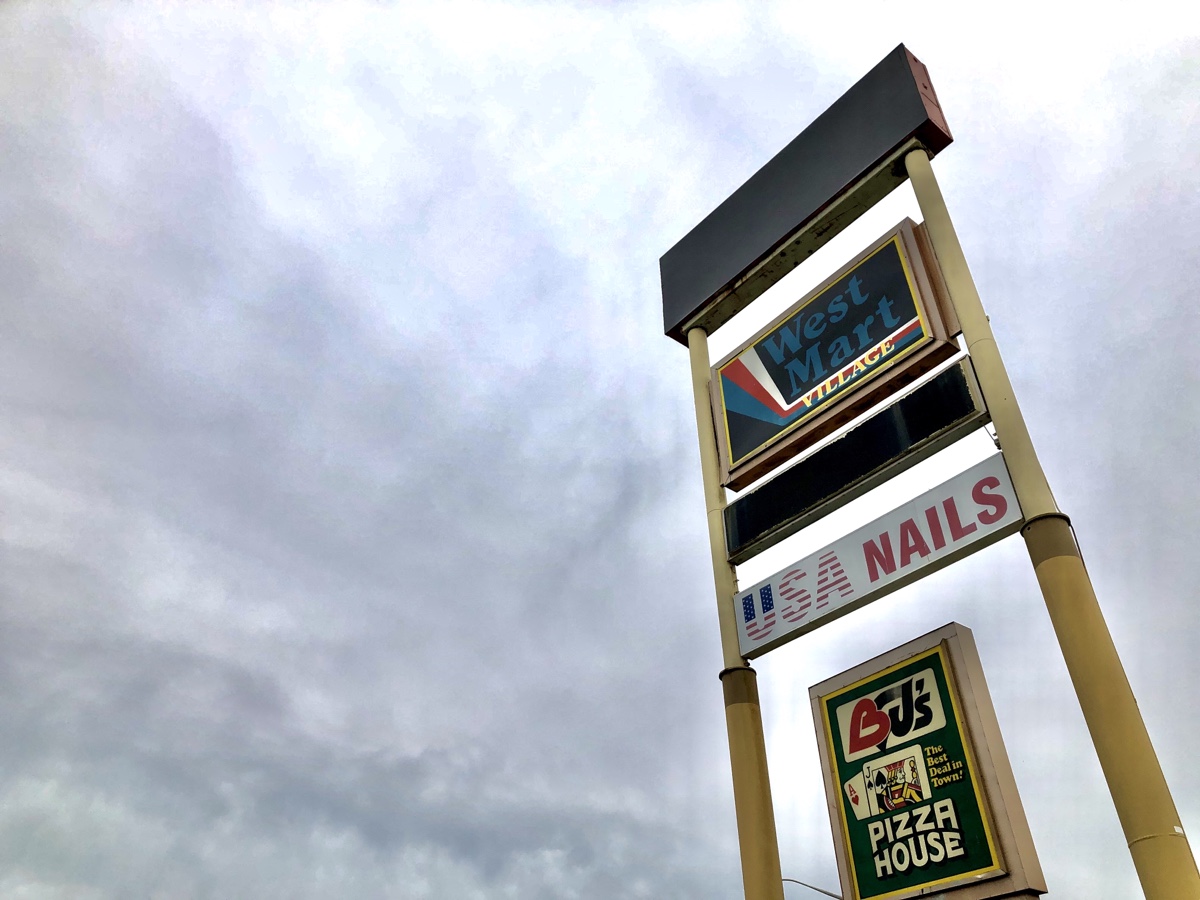 West
Mart
VILLAGE
USA NAILS
BJ's
The
Best
Deal in
Town!
A
J
PIZZA
HOUSE